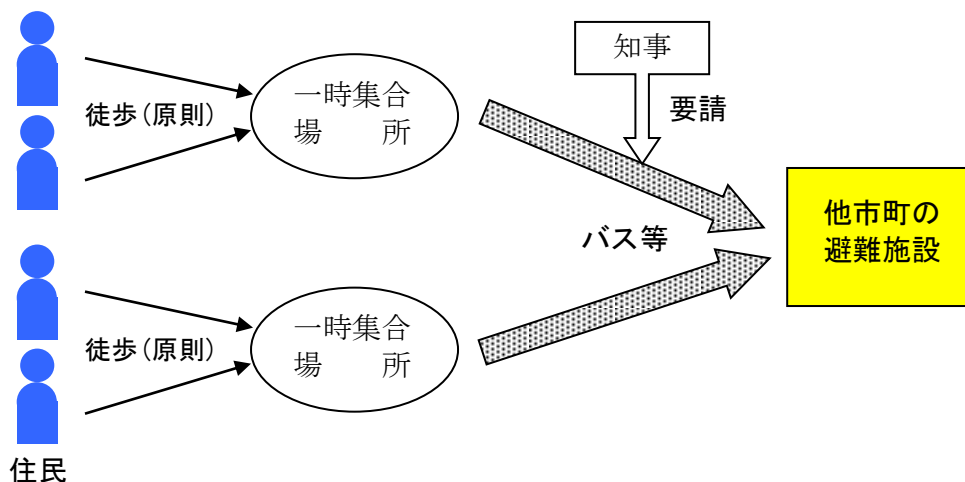 知事
要請
一時集合
場　　所
徒歩（原則）
バス等
他市町の
避難施設
一時集合
場　　所
徒歩（原則）
住民